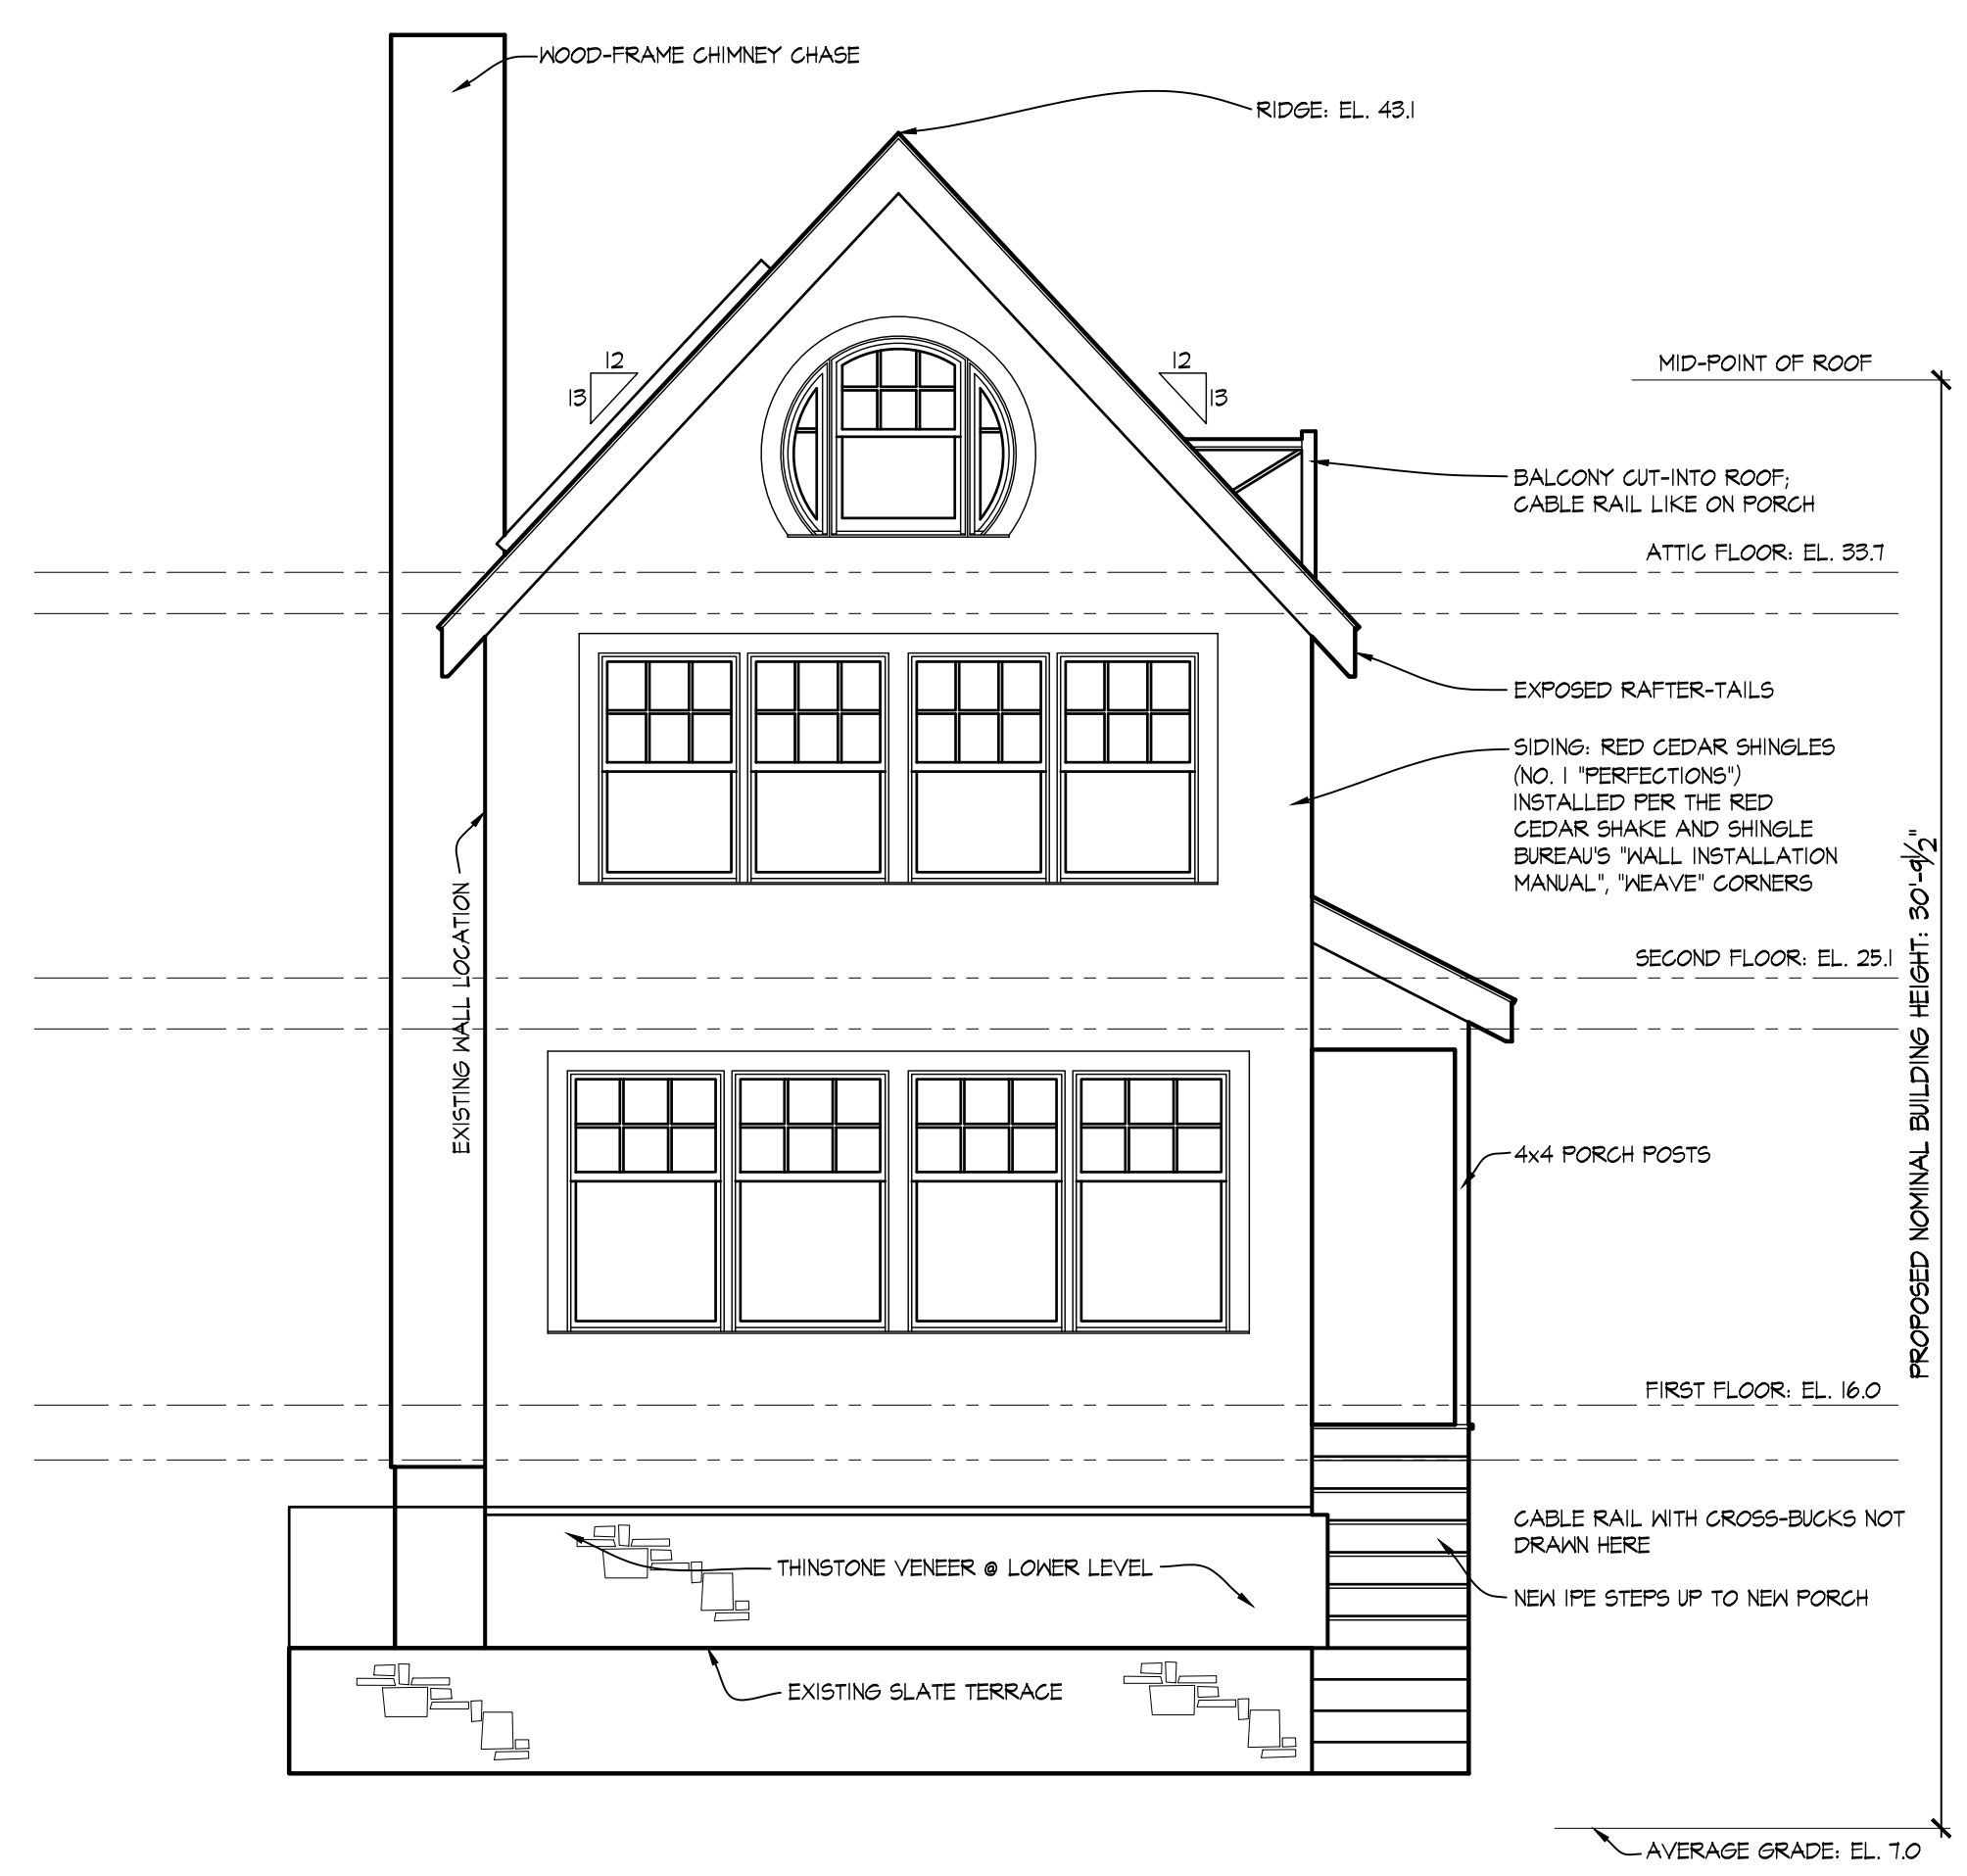 WOOD-FRAME CHIMNEY CHASE
RIDGE: EL. 43.1
12
13
12
13
MID-POINT OF ROOF
BALCONY CUT-INTO ROOF;
CABLE RAIL LIKE ON PORCH
ATTIC FLOOR: EL. 33.7
EXPOSED RAFTER-TAILS
SIDING: RED CEDAR SHINGLES
(NO. 1 "PERFECTIONS")
INSTALLED PER THE RED
CEDAR SHAKE AND SHINGLE
BUREAU'S "WALL INSTALLATION
MANUAL", "WEAVE" CORNERS
EXISTING WALL LOCATION
PROPOSED NOMINAL BUILDING HEIGHT: 30'-9½"
SECOND FLOOR: EL. 25.1
4x4 PORCH POSTS
FIRST FLOOR: EL. 16.0
CABLE RAIL WITH CROSS-BUCKS NOT
DRAWN HERE
THINSTONE VENEER @ LOWER LEVEL
NEW IPE STEPS UP TO NEW PORCH
EXISTING SLATE TERRACE
AVERAGE GRADE: EL. 7.0